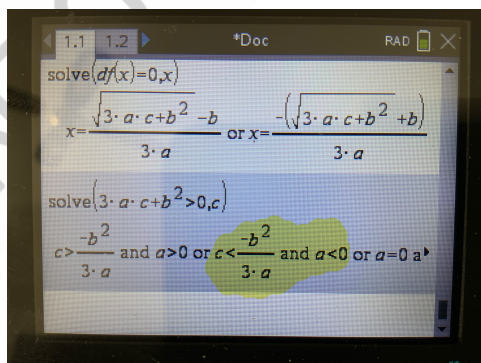 1.1 1.2 *Doc RAD
solve(df(x)=0,x)
x=(√(3·a·c+b²)-b)/(3·a) or x=(-(√(3·a·c+b²)+b))/(3·a)
solve(3·a·c+b²>0,c)
c>(-b²)/(3·a) and a>0 or c<(-b²)/(3·a) and a<0 or a=0 a